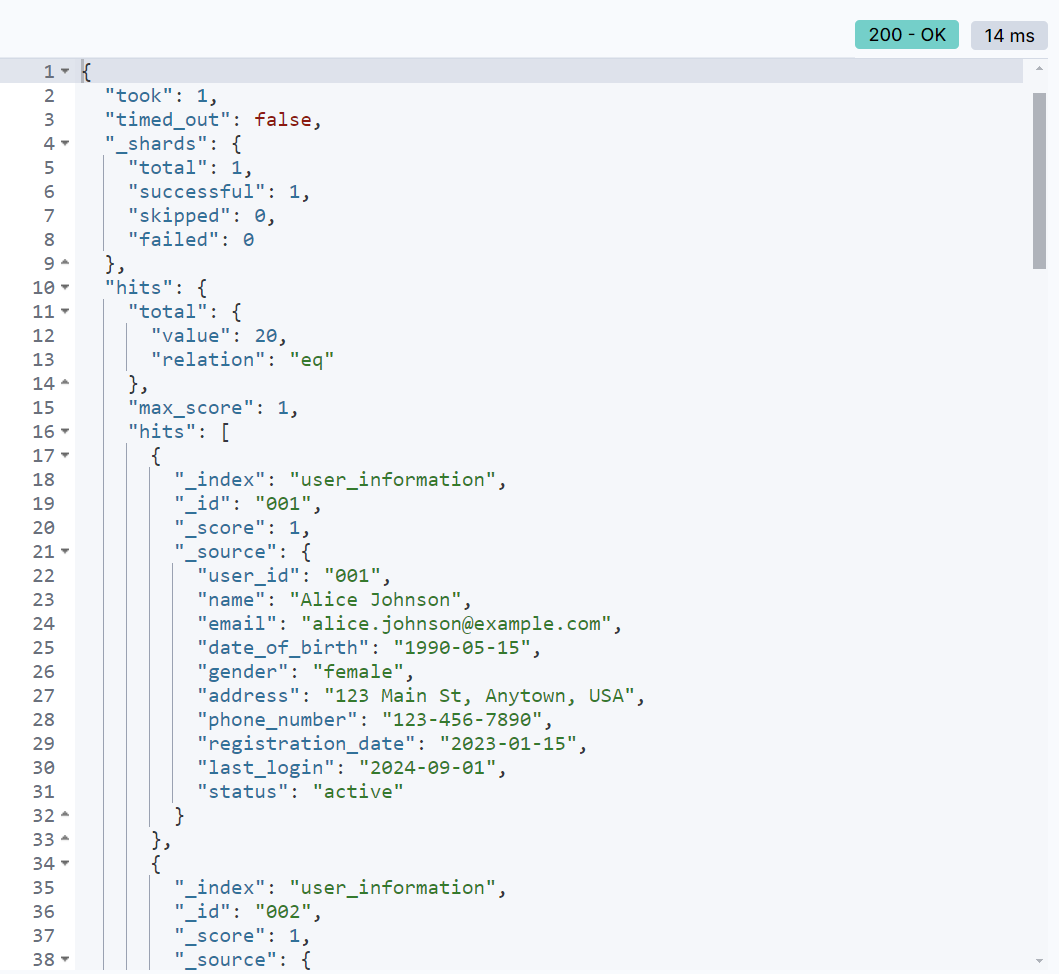 200 - OK 14 ms
1 {
2 "took": 1,
3 "timed_out": false,
4 "_shards": {
5 "total": 1,
6 "successful": 1,
7 "skipped": 0,
8 "failed": 0
9 },
10 "hits": {
11 "total": {
12 "value": 20,
13 "relation": "eq"
14 },
15 "max_score": 1,
16 "hits": [
17 {
18 "_index": "user_information",
19 "_id": "001",
20 "_score": 1,
21 "_source": {
22 "user_id": "001",
23 "name": "Alice Johnson",
24 "email": "alice.johnson@example.com",
25 "date_of_birth": "1990-05-15",
26 "gender": "female",
27 "address": "123 Main St, Anytown, USA",
28 "phone_number": "123-456-7890",
29 "registration_date": "2023-01-15",
30 "last_login": "2024-09-01",
31 "status": "active"
32 }
33 },
34 {
35 "_index": "user_information",
36 "_id": "002",
37 "_score": 1,
38 "_source": {